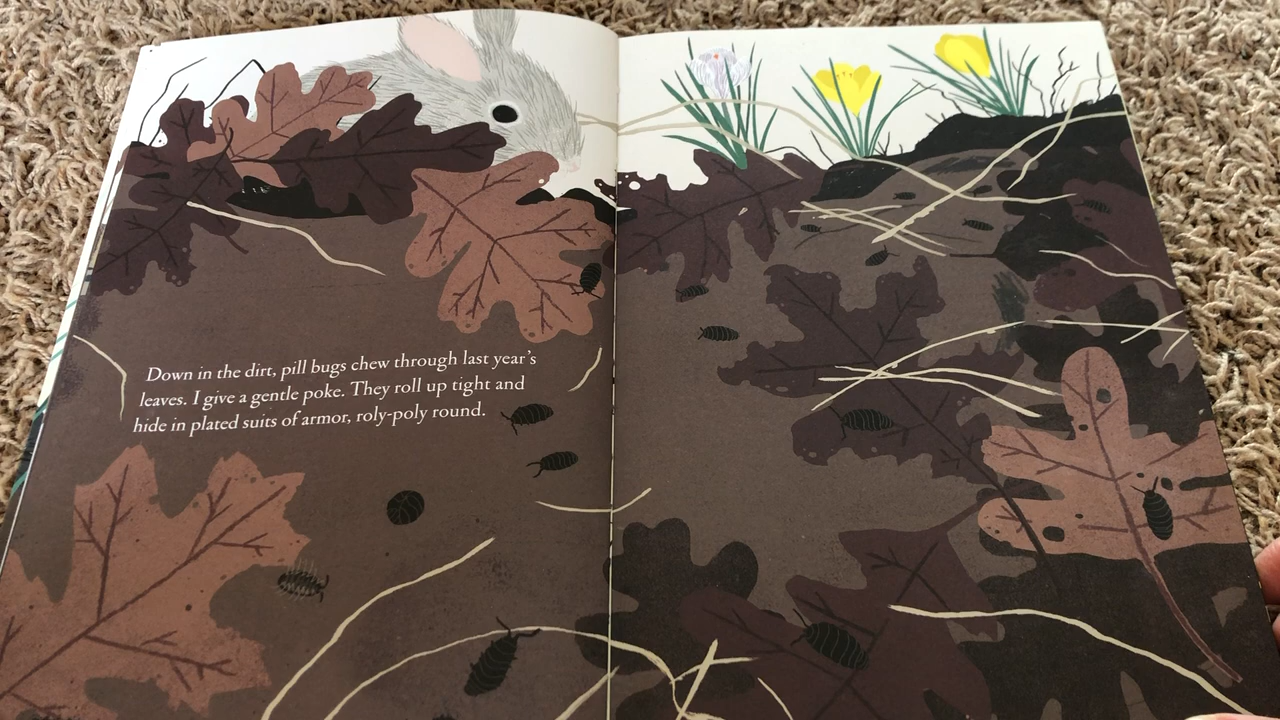 Down in the dirt, pill bugs chew through last year's
leaves. I give a gentle poke. They roll up tight and
hide in plated suits of armor, roly-poly round.